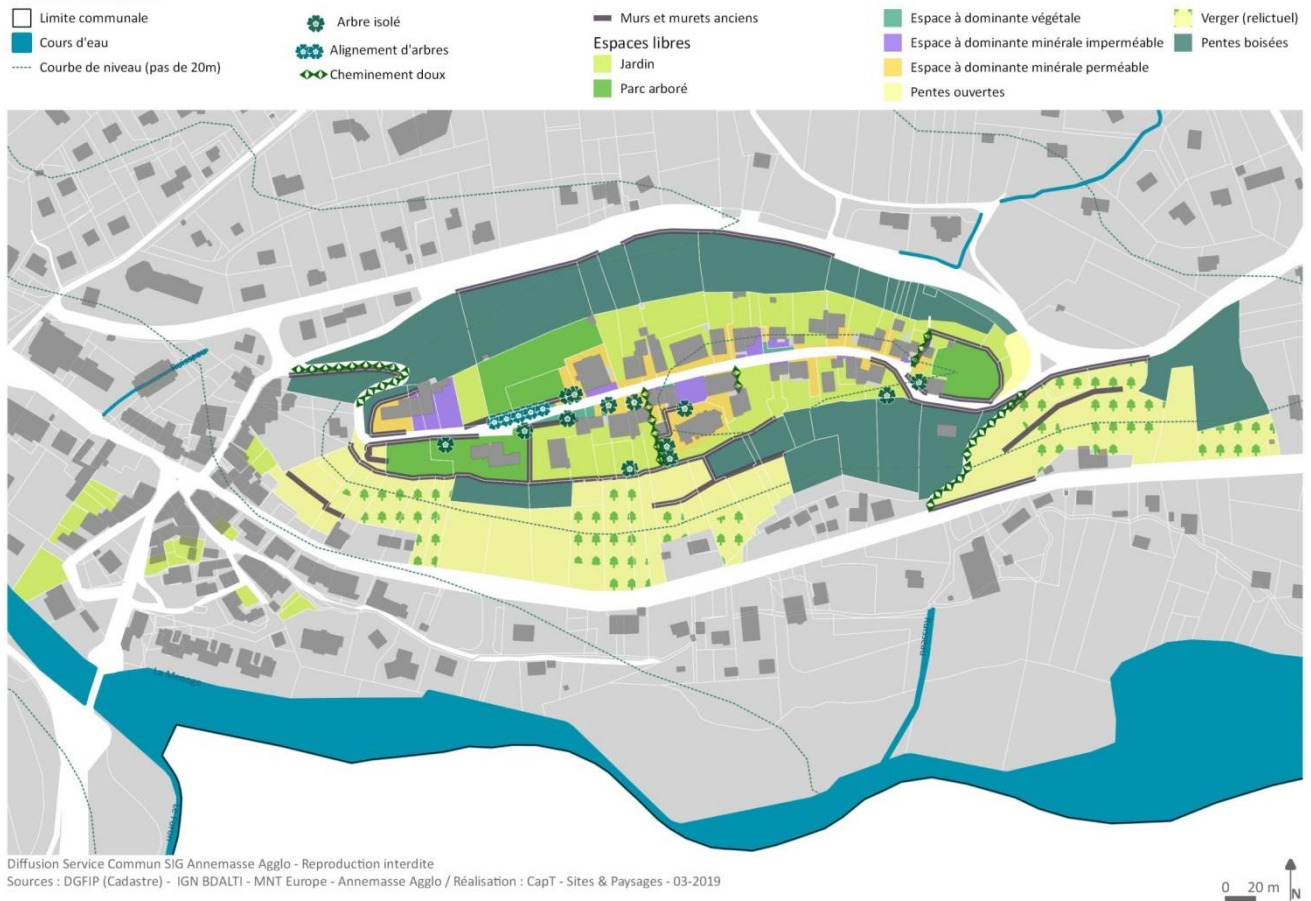 Limite communale
Cours d'eau
Courbe de niveau (pas de 20m)
Arbre isolé
Alignement d'arbres
Cheminement doux
Murs et murets anciens
Espaces libres
Jardin
Parc arboré
Espace à dominante végétale
Espace à dominante minérale imperméable
Espace à dominante minérale perméable
Pentes ouvertes
Verger (relictuel)
Pentes boisées
La Menoge
Diffusion Service Commun SIG Annemasse Agglo - Reproduction interdite
Sources : DGFIP (Cadastre) - IGN BDALTI - MNT Europe - Annemasse Agglo / Réalisation : CapT - Sites & Paysages - 03-2019
0 20 m
N